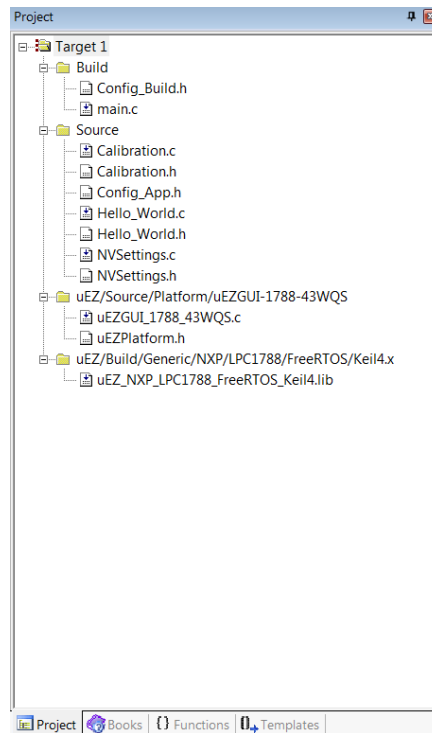 Project
Target 1
Build
Config_Build.h
main.c
Source
Calibration.c
Calibration.h
Config_App.h
Hello_World.c
Hello_World.h
NVSettings.c
NVSettings.h
uEZ/Source/Platform/uEZGUI-1788-43WQS
uEZGUI_1788_43WQS.c
uEZPlatform.h
uEZ/Build/Generic/NXP/LPC1788/FreeRTOS/Keil4.x
uEZ_NXP_LPC1788_FreeRTOS_Keil4.lib
Project Books {} Functions 0 Templates